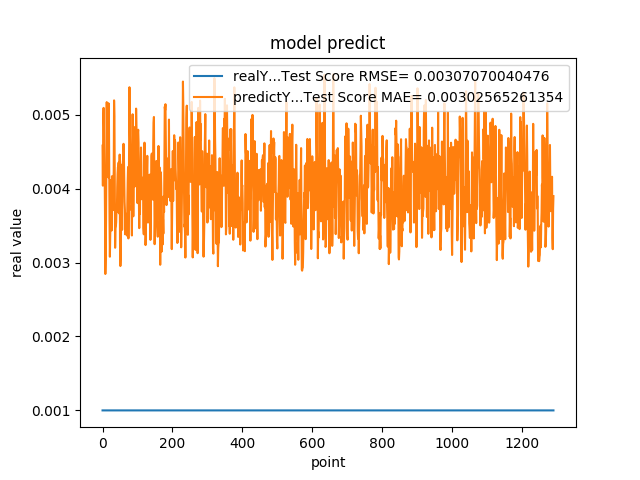 model predict
realY...Test Score RMSE= 0.00307070040476
predictY...Test Score MAE= 0.00302565261354
0.005
0.004
0.003
0.002
0.001
real value
0 200 400 600 800 1000 1200
point